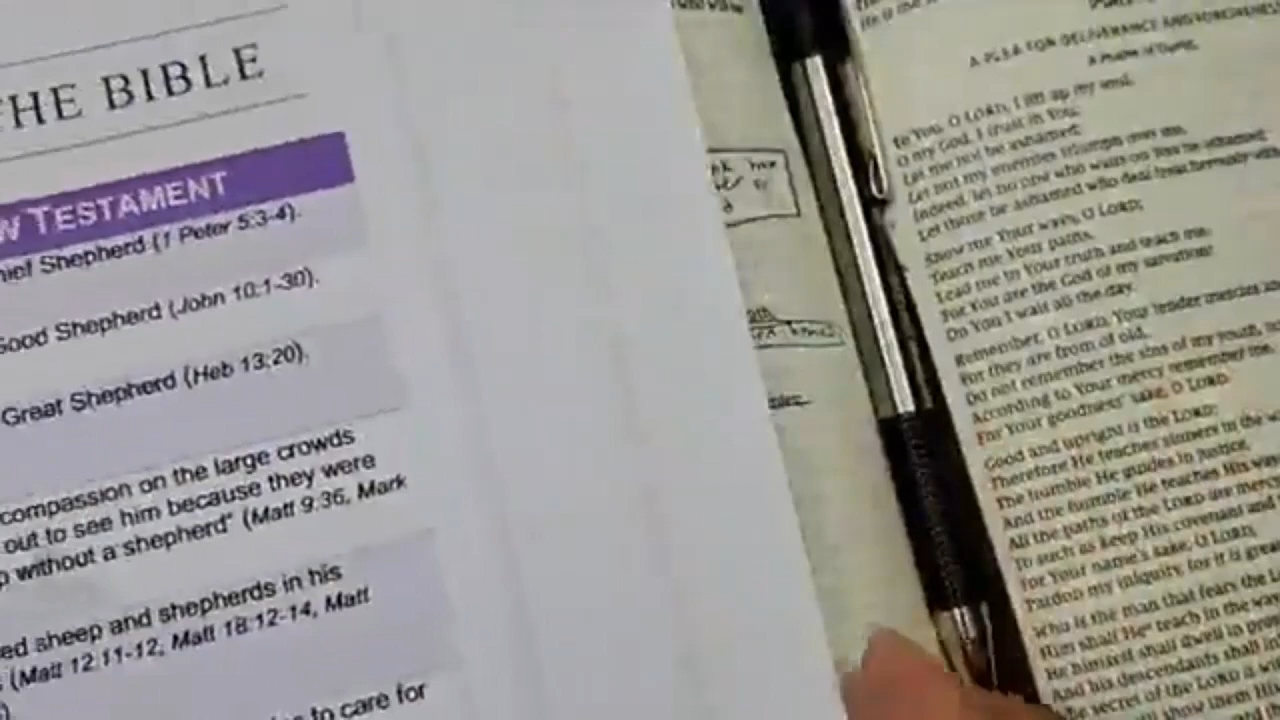 THE BIBLE
W TESTAMENT
Shepherd (1 Peter 5:3-4).
Good Shepherd (John 10:1-30).
Great Shepherd (Heb 13:20).
compassion on the large crowds
out to see him because they were
without a shepherd" (Matt 9:36, Mark
ed sheep and shepherds in his
(Matt 12:11-12, Matt 18:12-14, Matt
to care for
A PLEA FOR DELIVERANCE AND FORGIVENESS
A Psalm of David.
To You, O LORD, I lift up my soul.
O my God, I trust in You;
Let me not be ashamed;
Let not my enemies triumph over me.
Indeed, let no one who waits on You be ashamed;
Let those be ashamed who deal treacherously
Show me Your ways, O LORD;
Teach me Your paths.
Lead me in Your truth and teach me,
For You are the God of my salvation;
On You I wait all the day.
Remember, O LORD, Your tender mercies and
For they are from of old.
Do not remember the sins of my youth
According to Your mercy remember me,
For Your goodness' sake, O LORD.
Good and upright is the LORD;
Therefore He teaches sinners in the
The humble He guides in justice,
And the humble He teaches His way.
All the paths of the LORD are
To such as keep His covenant and
For Your name's sake, O LORD,
Pardon my iniquity, for it is
Who is the man that fears the
Him shall He teach in the way
He himself shall dwell in
And his descendants shall
The secret of the LORD is
show them His